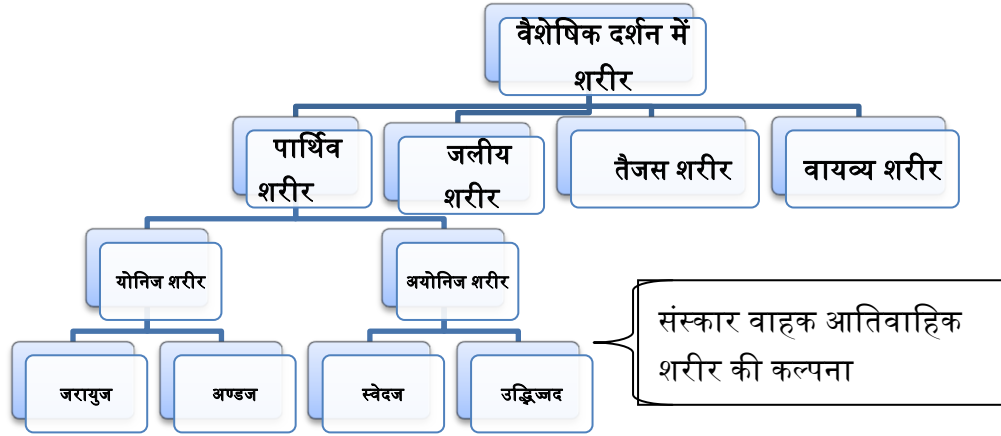 वैशेषिक दर्शन में
शरीर
पार्थिव
शरीर
जलीय
शरीर
तैजस शरीर
वायव्य शरीर
योनिज शरीर
अयोनिज शरीर
जरायुज
अण्डज
स्वेदज
उद्भिज्जद
संस्कार वाहक आतिवाहिक
शरीर की कल्पना